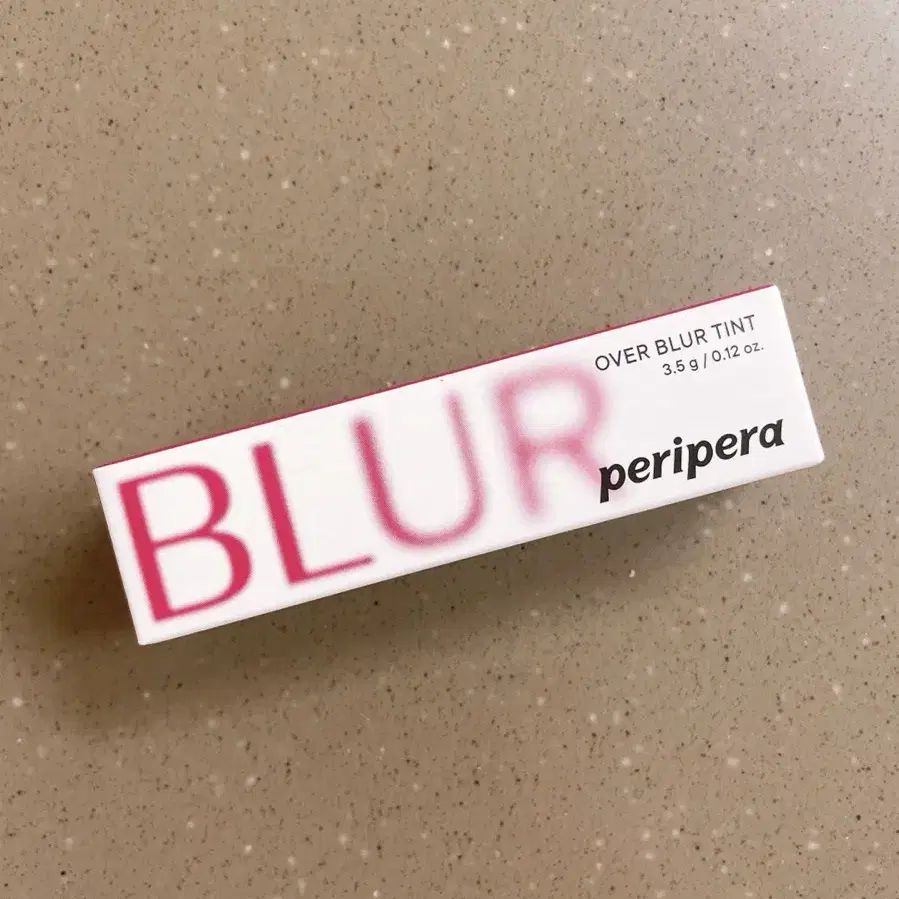 BLUR
OVER BLUR TINT
3.5 g / 0.12 oz.
peripera